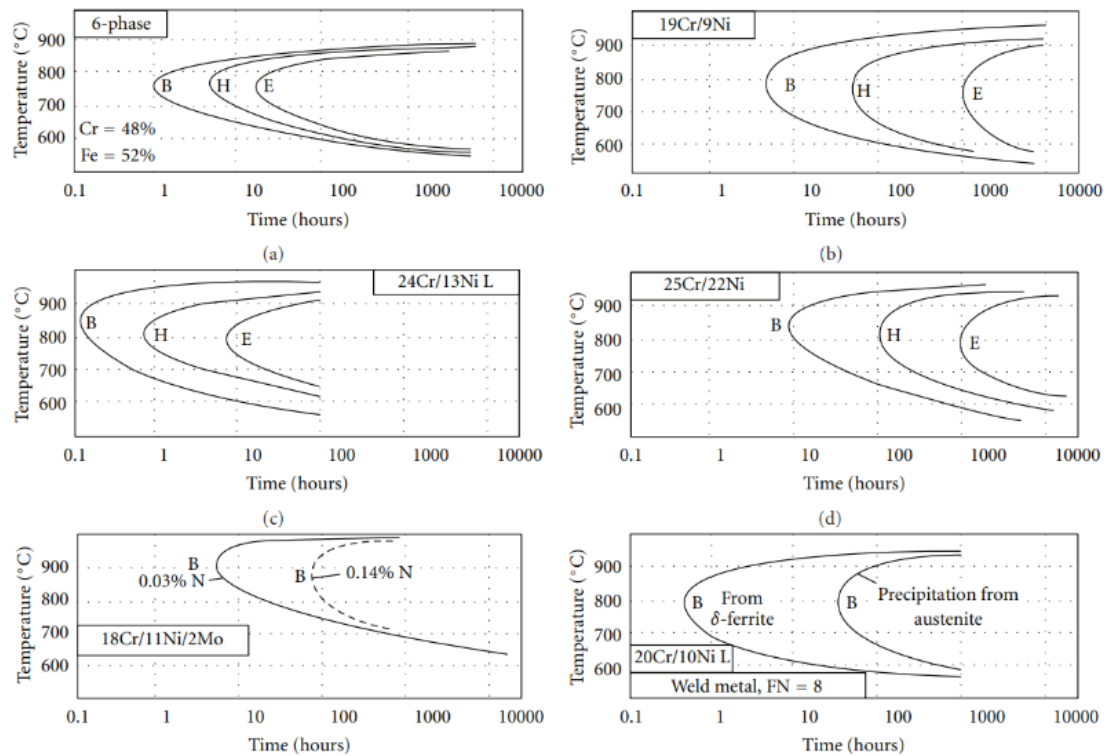 6-phase
900
800
700
600
B
H
E
Cr = 48%
Fe = 52%
Temperature (°C)
0.1 1 10 100 1000 10000
Time (hours)
(a)
19Cr/9Ni
900
800
700
600
B
H
E
Temperature (°C)
0.1 1 10 100 1000 10000
Time (hours)
(b)
24Cr/13Ni L
900
800
700
600
B
H
E
Temperature (°C)
0.1 1 10 100 1000 10000
Time (hours)
(c)
25Cr/22Ni
900
800
700
600
B
H
E
Temperature (°C)
0.1 1 10 100 1000 10000
Time (hours)
(d)
900
800
700
600
B
0.03% N
B
0.14% N
18Cr/11Ni/2Mo
Temperature (°C)
0.1 1 10 100 1000 10000
Time (hours)
900
800
700
600
B
From
δ-ferrite
B
Precipitation from
austenite
20Cr/10Ni L
Weld metal, FN = 8
Temperature (°C)
0.1 1 10 100 1000 10000
Time (hours)